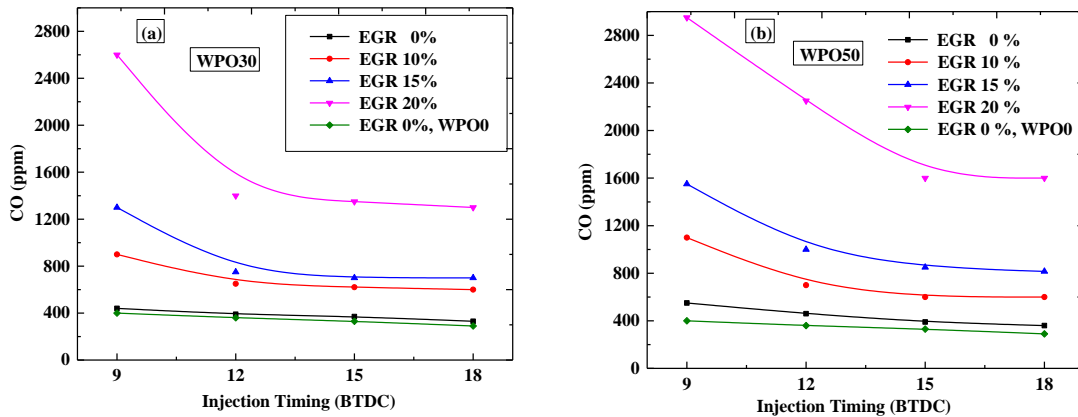 (a)
WPO30
EGR 0%
EGR 10%
EGR 15%
EGR 20%
EGR 0%, WPO0
CO (ppm)
2800
2400
2000
1600
1200
800
400
0
9 12 15 18
Injection Timing (BTDC)
(b)
WPO50
EGR 0 %
EGR 10 %
EGR 15 %
EGR 20 %
EGR 0 %, WPO0
CO (ppm)
2800
2400
2000
1600
1200
800
400
0
9 12 15 18
Injection Timing (BTDC)